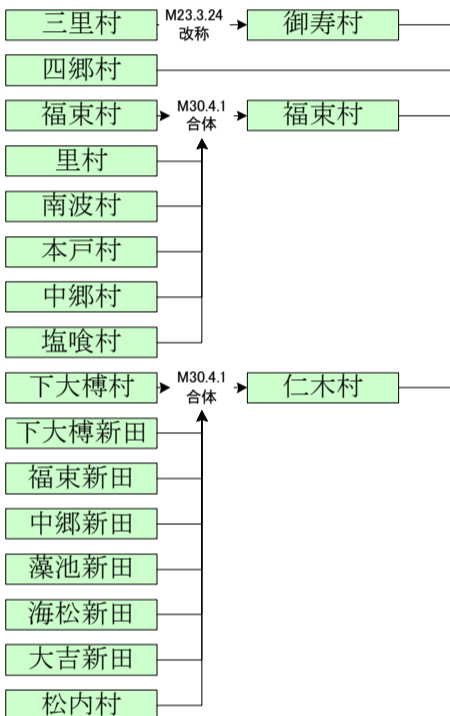 三里村
M23.3.24
改称
御寿村
四郷村
福束村
M30.4.1
合体
福束村
里村
南波村
本戸村
中郷村
塩喰村
下大榑村
M30.4.1
合体
仁木村
下大榑新田
福束新田
中郷新田
藻池新田
海松新田
大吉新田
松内村